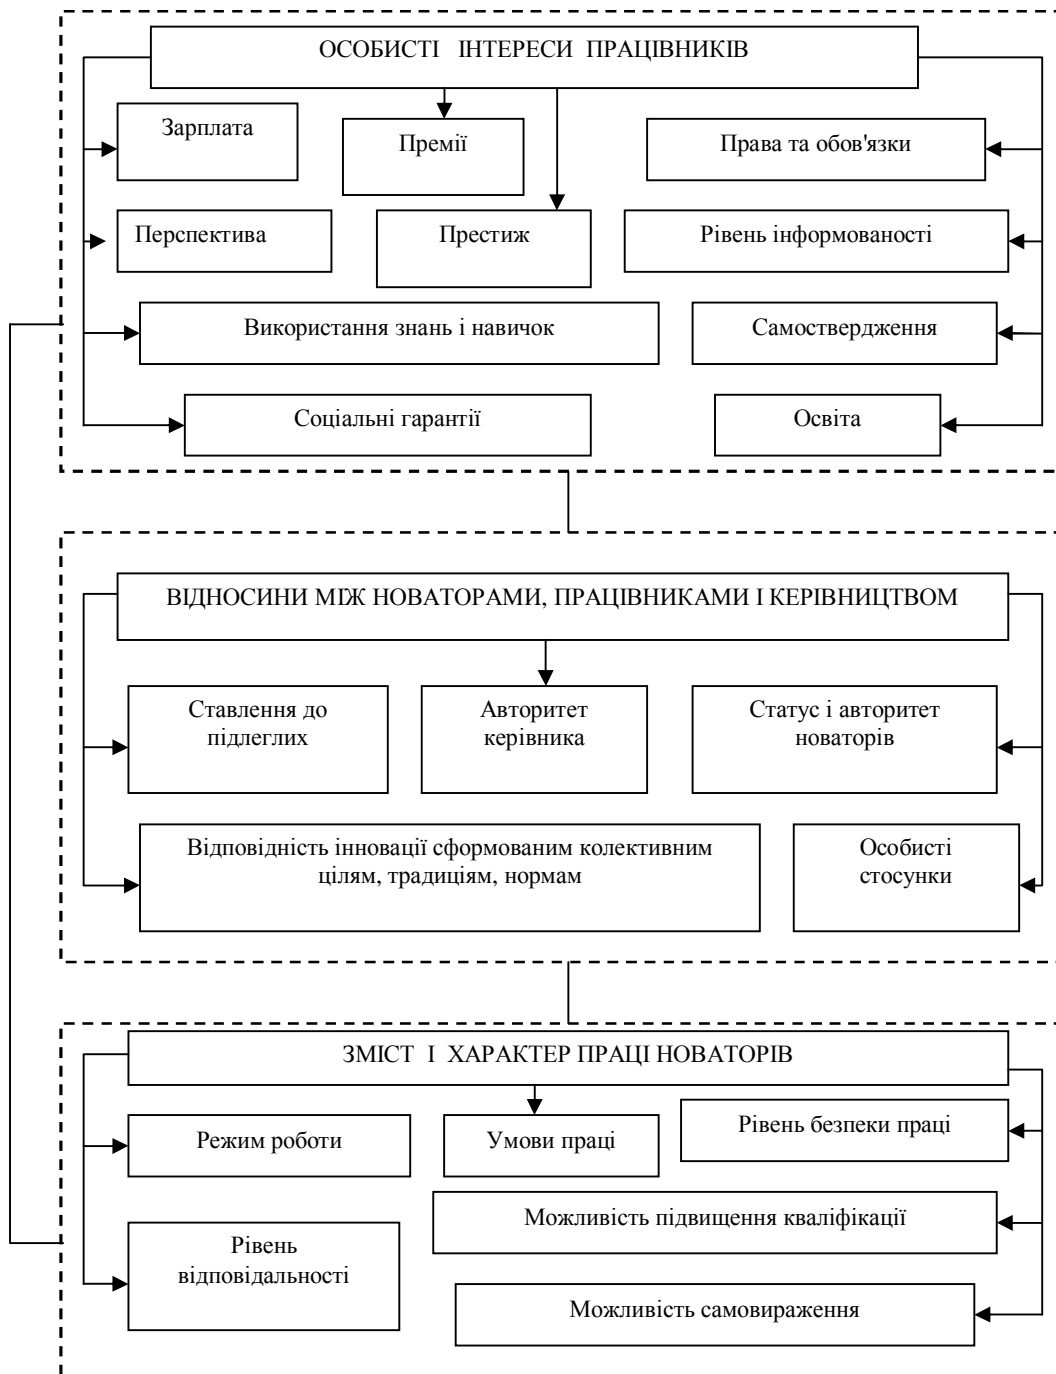 ОСОБИСТІ ІНТЕРЕСИ ПРАЦІВНИКІВ
Зарплата
Премії
Права та обов'язки
Перспектива
Престиж
Рівень інформованості
Використання знань і навичок
Самоствердження
Соціальні гарантії
Освіта
ВІДНОСИНИ МІЖ НОВАТОРАМИ, ПРАЦІВНИКАМИ І КЕРІВНИЦТВОМ
Ставлення до
підлеглих
Авторитет
керівника
Статус і авторитет
новаторів
Відповідність інновації сформованим колективним
цілям, традиціям, нормам
Особисті
стосунки
ЗМІСТ І ХАРАКТЕР ПРАЦІ НОВАТОРІВ
Режим роботи
Умови праці
Рівень безпеки праці
Можливість підвищення кваліфікації
Рівень
відповідальності
Можливість самовираження